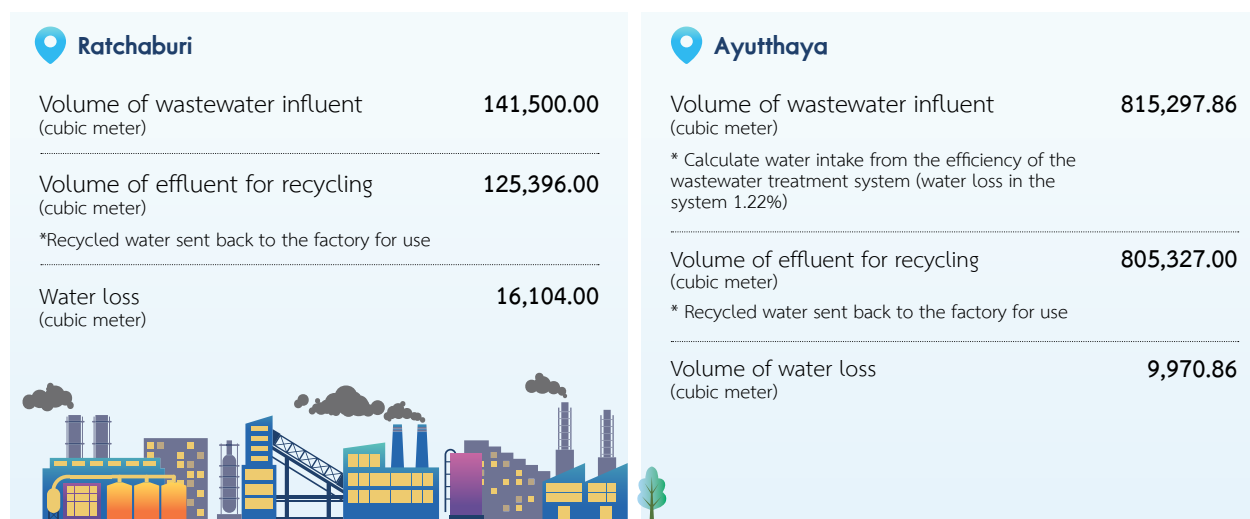 Ratchaburi
Volume of wastewater influent 141,500.00
(cubic meter)
Volume of effluent for recycling 125,396.00
(cubic meter)
*Recycled water sent back to the factory for use
Water loss 16,104.00
(cubic meter)
Ayutthaya
Volume of wastewater influent 815,297.86
(cubic meter)
* Calculate water intake from the efficiency of the
wastewater treatment system (water loss in the
system 1.22%)
Volume of effluent for recycling 805,327.00
(cubic meter)
* Recycled water sent back to the factory for use
Volume of water loss 9,970.86
(cubic meter)